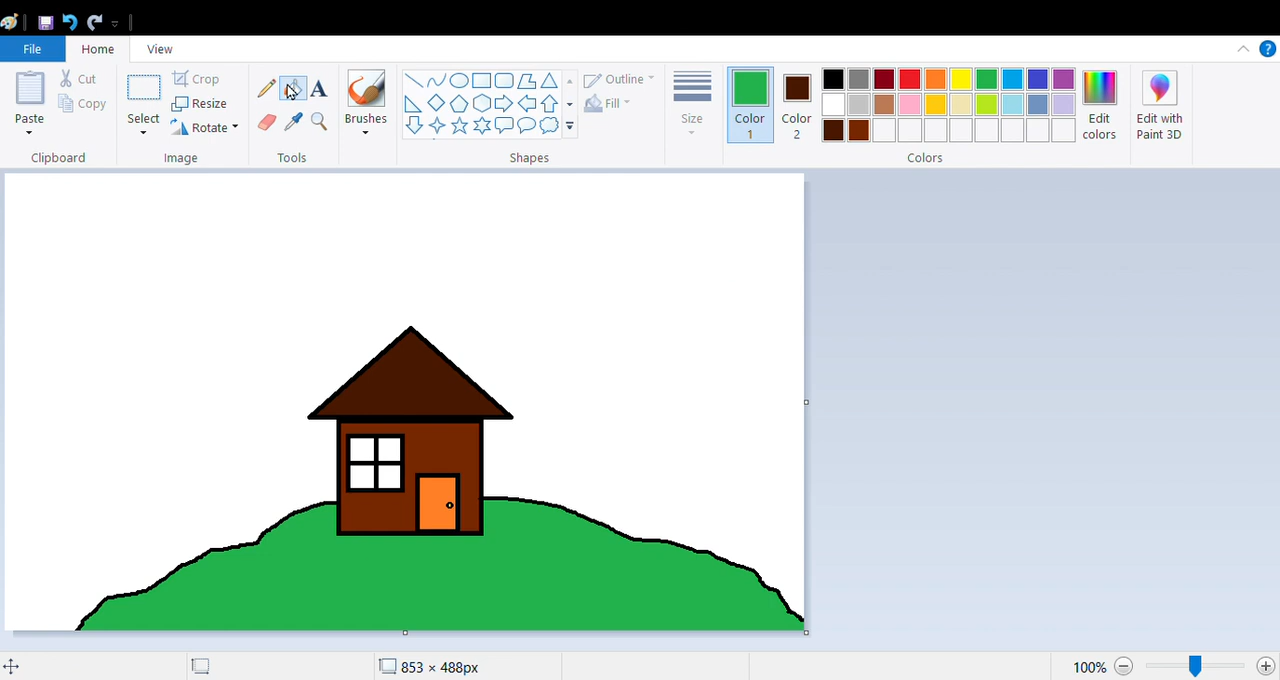 File Home View
Paste
Cut
Copy
Clipboard
Select
Crop
Resize
Rotate
Image
A
Tools
Brushes
Outline
Fill
Shapes
Size
Color
1
Color
2
Edit
colors
Colors
Edit with
Paint 3D
?
853 × 488px
100%